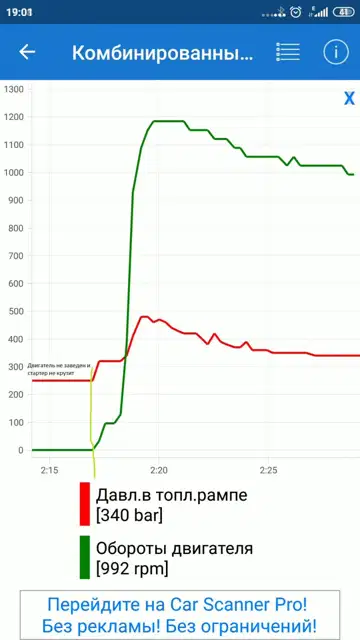 19:01
41
Комбинированны...
X
1300
1200
1100
1000
900
800
700
600
500
400
300
200
100
0
Двигатель не заведен и
стартер не крузит
2:15 2:20 2:25
Давл.в топл.рампе
[340 bar]
Обороты двигателя
[992 rpm]
Перейдите на Car Scanner Pro!
Без рекламы! Без ограничений!